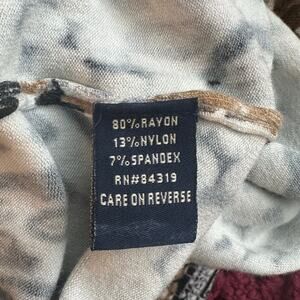 80%RAYON
13%NYLON
7%SPANDEX
RN#84319
CARE ON REVERSE